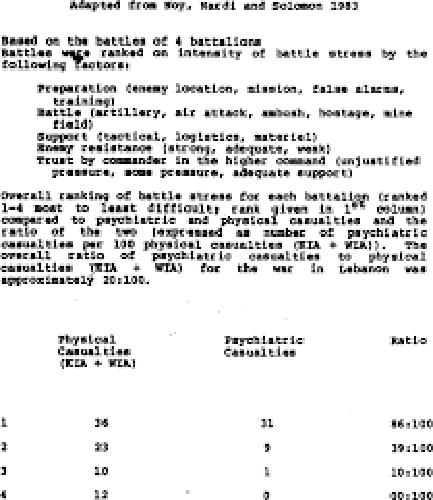 Adapted from Noy, Nardi and Solomon 1983
Based on the battles of 4 battalions
Battles were ranked on intensity of battle stress by the
following factors:
Preparation (enemy location, mission, false alarms,
training)
Battle (artillery, air attack, ambush, hostage, mine
field)
Support (tactical, logistics, materiel)
Enemy resistance (strong, adequate, weak)
Trust by commander in the higher command (unjustified
pressure, some pressure, adequate support)
Overall ranking of battle stress for each battalion (ranked
1-4 most to least difficult; rank given in 1st column)
compared to psychiatric and physical casualties and the
ratio of the two (expressed as number of psychiatric
casualties per 100 physical casualties (KIA + WIA)). The
overall ratio of psychiatric casualties to physical
casualties (KIA + WIA) for the war in Lebanon was
approximately 20:100.
Physical Psychiatric Ratio
Casualties Casualties
(KIA + WIA)
1 36 31 86:100
2 23 9 39:100
3 10 1 10:100
4 12 0 00:100